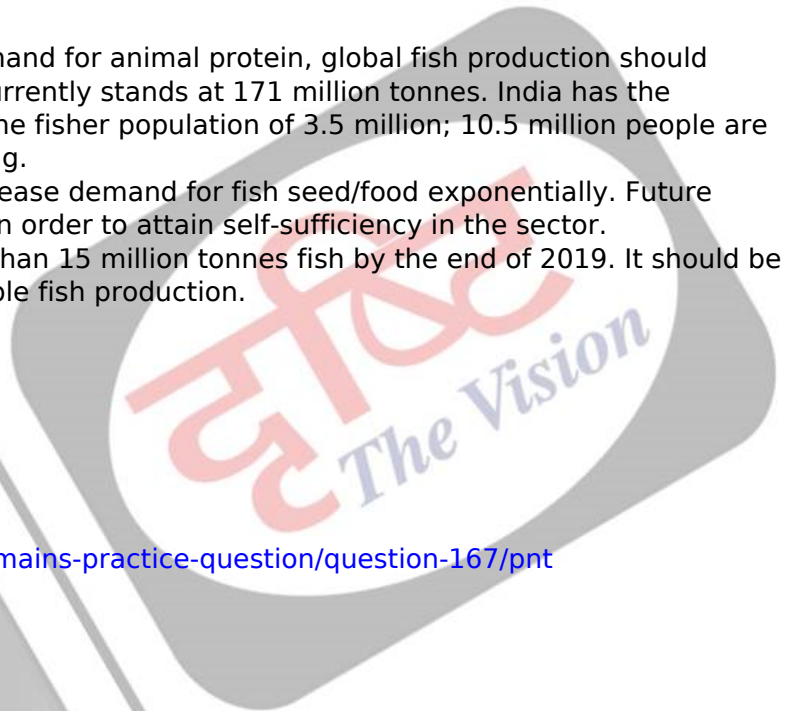 nand for animal protein, global fish production should
urrently stands at 171 million tonnes. India has the
ne fisher population of 3.5 million; 10.5 million people are
g.
ease demand for fish seed/food exponentially. Future
n order to attain self-sufficiency in the sector.
han 15 million tonnes fish by the end of 2019. It should be
ple fish production.
दृष्टि
The Vision
mains-practice-question/question-167/pnt